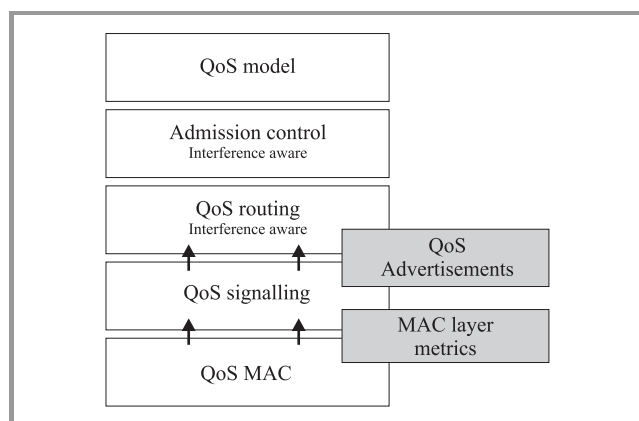 QoS model
Admission control
Interference aware
QoS routing
Interference aware
QoS
Advertisements
QoS signalling
MAC layer
metrics
QoS MAC